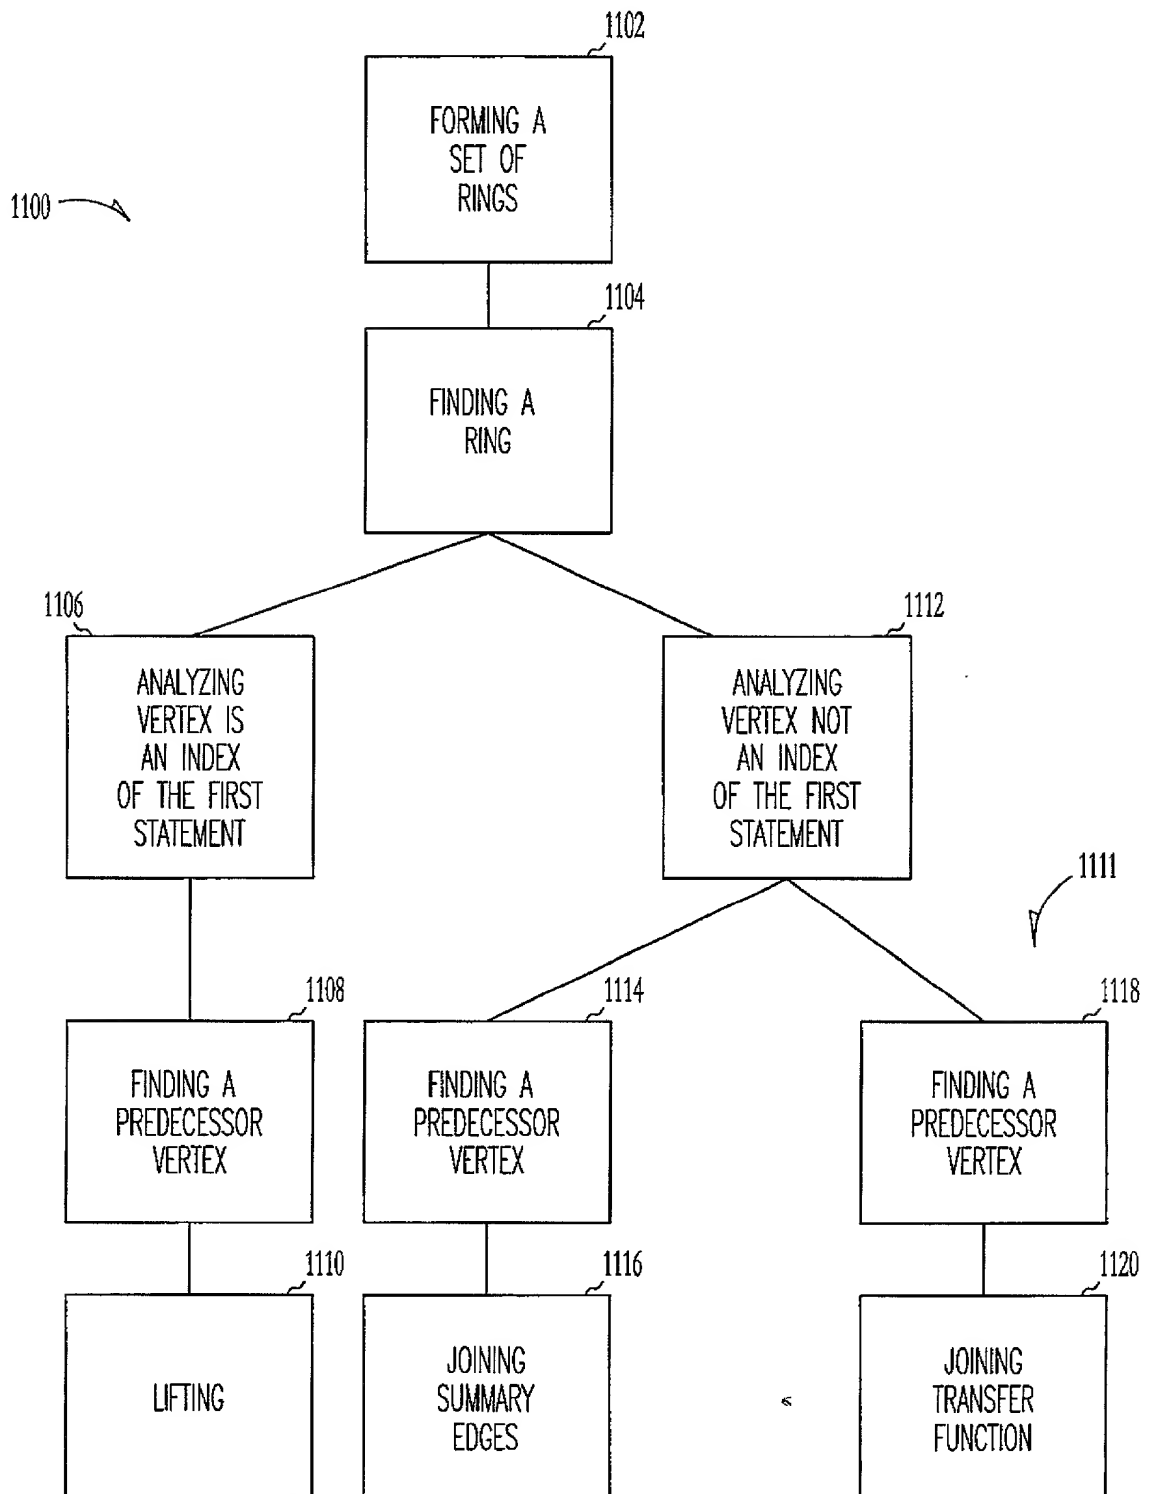 1102
FORMING A
SET OF
RINGS
1100
1104
FINDING A
RING
1106
ANALYZING
VERTEX IS
AN INDEX
OF THE FIRST
STATEMENT
1112
ANALYZING
VERTEX NOT
AN INDEX
OF THE FIRST
STATEMENT
1111
1108
FINDING A
PREDECESSOR
VERTEX
1114
FINDING A
PREDECESSOR
VERTEX
1118
FINDING A
PREDECESSOR
VERTEX
1110
LIFTING
1116
JOINING
SUMMARY
EDGES
1120
JOINING
TRANSFER
FUNCTION